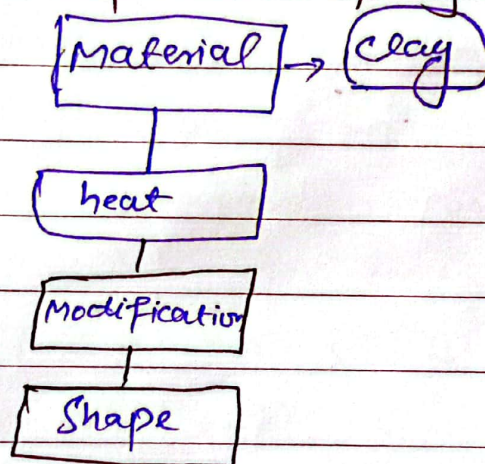 Material → clay
heat
Modification
Shape